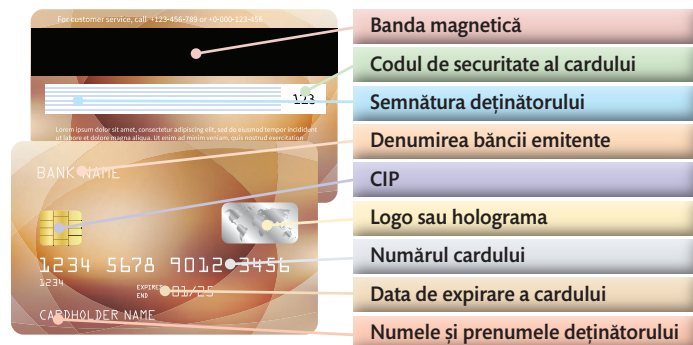 For customer service, call +123-456-789 or +0-000-123-456
123
Lorem ipsum dolor sit amet, consectetur adipiscing elit, sed do eiusmod tempor incididunt
ut labore et dolore magna aliqua. Ut enim ad minim veniam, quis nostrud exercitation
BANK NAME
1234 5678 9012 3456
1234
EXPIRES
END
01/25
CARDHOLDER NAME
Banda magnetică
Codul de securitate al cardului
Semnătura deținătorului
Denumirea băncii emitente
CIP
Logo sau holograma
Numărul cardului
Data de expirare a cardului
Numele și prenumele deținătorului